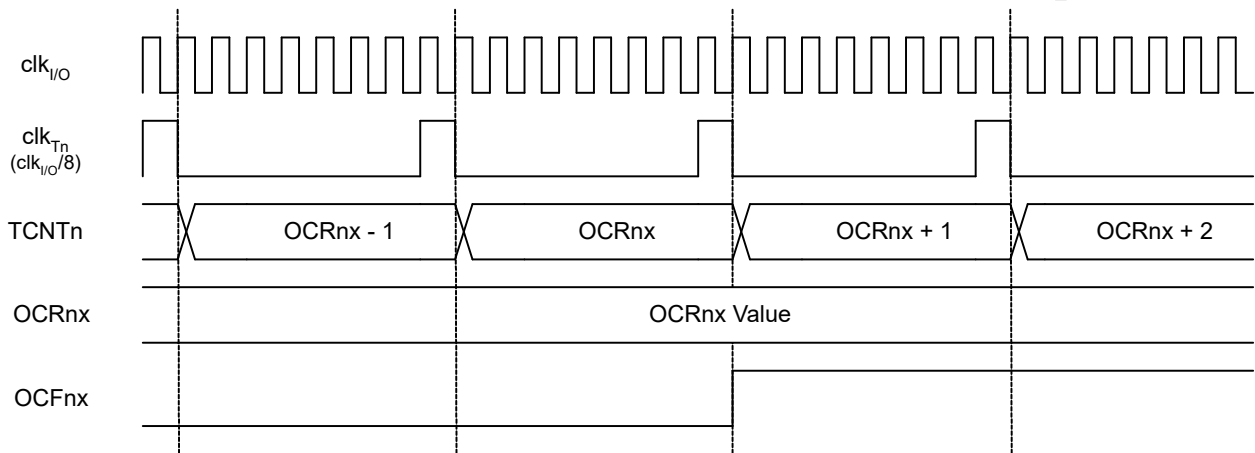 clkI/O
clkTn
(clkI/O/8)
TCNTn OCRnx - 1 OCRnx OCRnx + 1 OCRnx + 2
OCRnx OCRnx Value
OCFnx